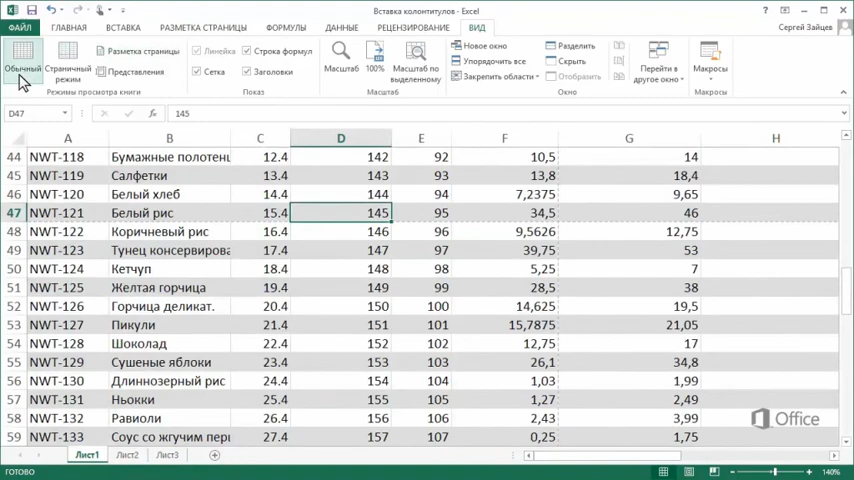 Вставка колонтитулов - Excel
ФАЙЛ ГЛАВНАЯ ВСТАВКА РАЗМЕТКА СТРАНИЦЫ ФОРМУЛЫ ДАННЫЕ РЕЦЕНЗИРОВАНИЕ ВИД Сергей Зайцев
Обычный
Страничный режим
Разметка страницы
Представления
Режимы просмотра книги
Линейка
Строка формул
Сетка
Заголовки
Показ
Масштаб
100%
Масштаб по выделенному
Масштаб
Новое окно
Упорядочить все
Закрепить области
Разделить
Скрыть
Отобразить
Перейти в другое окно
Окно
Макросы
Макросы
D47 fx 145
A B C D E F G H
44 NWT-118 Бумажные полотенц 12.4 142 92 10,5 14
45 NWT-119 Салфетки 13.4 143 93 13,8 18,4
46 NWT-120 Белый хлеб 14.4 144 94 7,2375 9,65
47 NWT-121 Белый рис 15.4 145 95 34,5 46
48 NWT-122 Коричневый рис 16.4 146 96 9,5626 12,75
49 NWT-123 Тунец консервирова 17.4 147 97 39,75 53
50 NWT-124 Кетчуп 18.4 148 98 5,25 7
51 NWT-125 Желтая горчица 19.4 149 99 28,5 38
52 NWT-126 Горчица деликат. 20.4 150 100 14,625 19,5
53 NWT-127 Пикули 21.4 151 101 15,7875 21,05
54 NWT-128 Шоколад 22.4 152 102 12,75 17
55 NWT-129 Сушеные яблоки 23.4 153 103 26,1 34,8
56 NWT-130 Длиннозерный рис 24.4 154 104 1,03 1,99
57 NWT-131 Ньокки 25.4 155 105 1,27 2,49
58 NWT-132 Равиоли 26.4 156 106 2,43 3,99
59 NWT-133 Соус со жгучим пер 27.4 157 107 0,25 1,75
Office
Лист1 Лист2 Лист3
ГОТОВО 140%